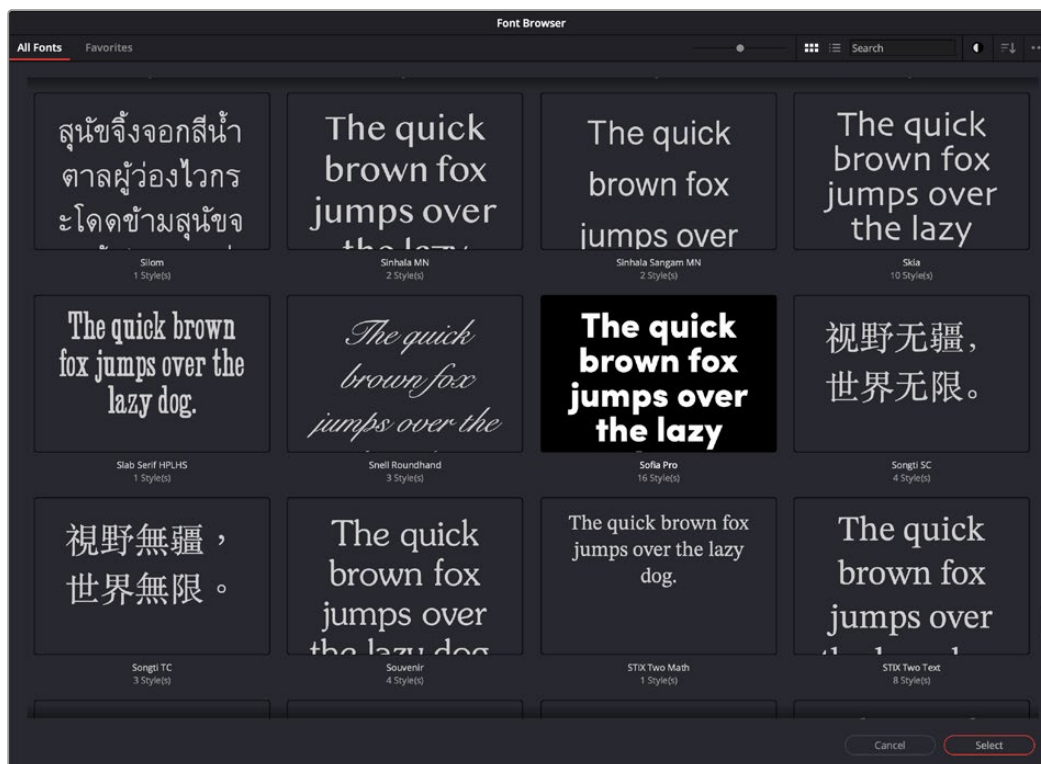 Font Browser
All Fonts Favorites Search
สุนัขจิ้งจอกสีน้ำ
ตาลผู้ว่องไวกร
ะโดดข้ามสุนัขจ
Silom
1 Style(s)
The quick
brown fox
jumps over
the lazy
Sinhala MN
2 Style(s)
The quick
brown fox
jumps over
Sinhala Sangam MN
2 Style(s)
The quick
brown fox
jumps over
the lazy
Skia
10 Style(s)
The quick brown
fox jumps over the
lazy dog.
Slab Serif HPLHS
1 Style(s)
The quick
brown fox
jumps over the
Snell Roundhand
3 Style(s)
The quick
brown fox
jumps over
the lazy
Sofia Pro
16 Style(s)
视野无疆，
世界无限。
Songti SC
4 Style(s)
視野無疆，
世界無限。
Songti TC
3 Style(s)
The quick
brown fox
jumps over
the lazy dog
Souvenir
4 Style(s)
The quick brown fox
jumps over the lazy
dog.
STIX Two Math
1 Style(s)
The quick
brown fox
jumps over
STIX Two Text
8 Style(s)
Cancel Select